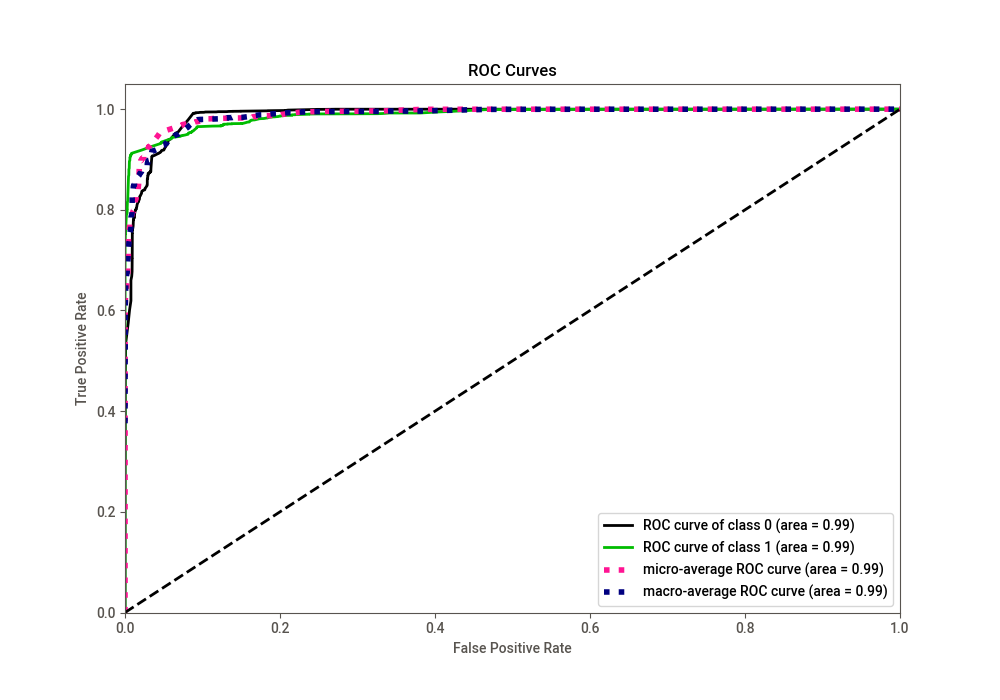 ROC Curves
True Positive Rate
1.0
0.8
0.6
0.4
0.2
0.0
0.0 0.2 0.4 0.6 0.8 1.0
False Positive Rate
ROC curve of class 0 (area = 0.99)
ROC curve of class 1 (area = 0.99)
micro-average ROC curve (area = 0.99)
macro-average ROC curve (area = 0.99)